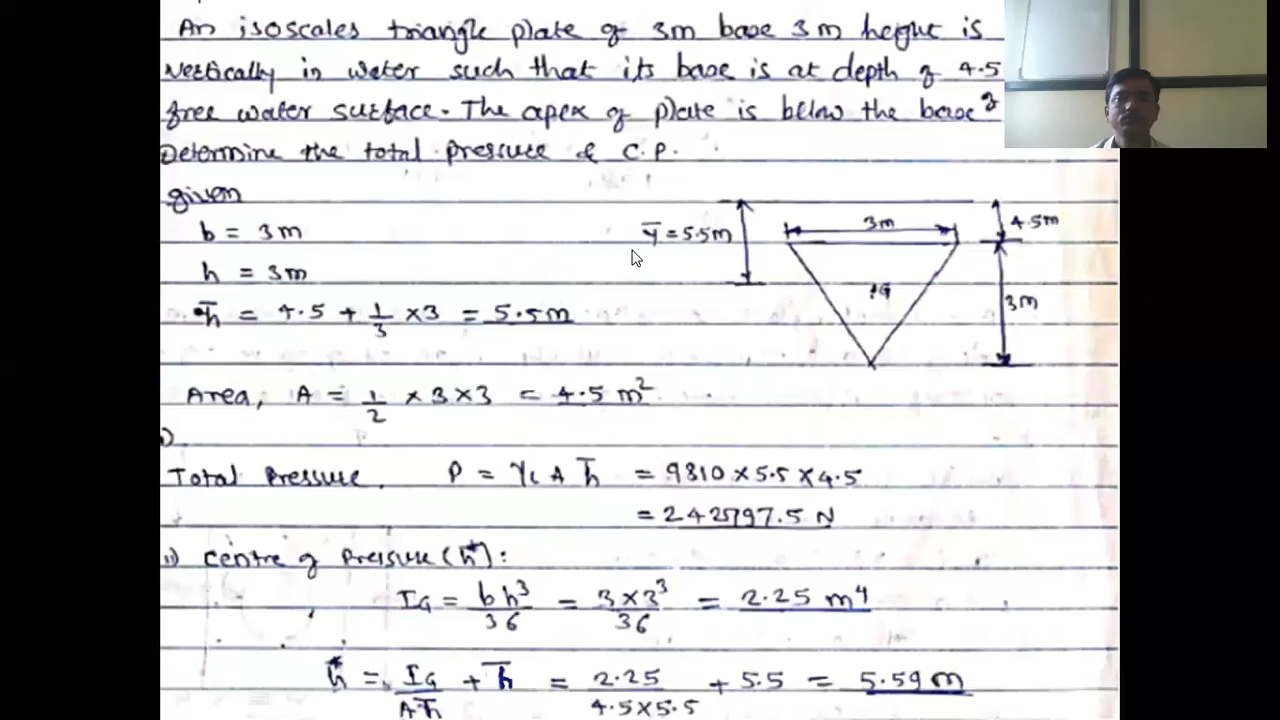 An isoscales triangle plate of 3m base 3m height is
vertically in water such that its base is at depth of 4.5
free water surface. The apex of plate is below the base &
Determine the total pressure & C.P.
given
b = 3m
h = 3m
h̄ = 4.5 + 1/3 × 3 = 5.5m
ȳ = 5.5m
3m
4.5m
G
3m
Area, A = 1/2 × 3 × 3 = 4.5 m²
i)
Total Pressure. P = γL A h̄ = 9810 × 5.5 × 4.5
= 242797.5 N
ii) Centre of Pressure (h*):
IG = bh³/36 = 3×3³/36 = 2.25 m⁴
h* = IG/Ah̄ + h̄ = 2.25/4.5×5.5 + 5.5 = 5.59m